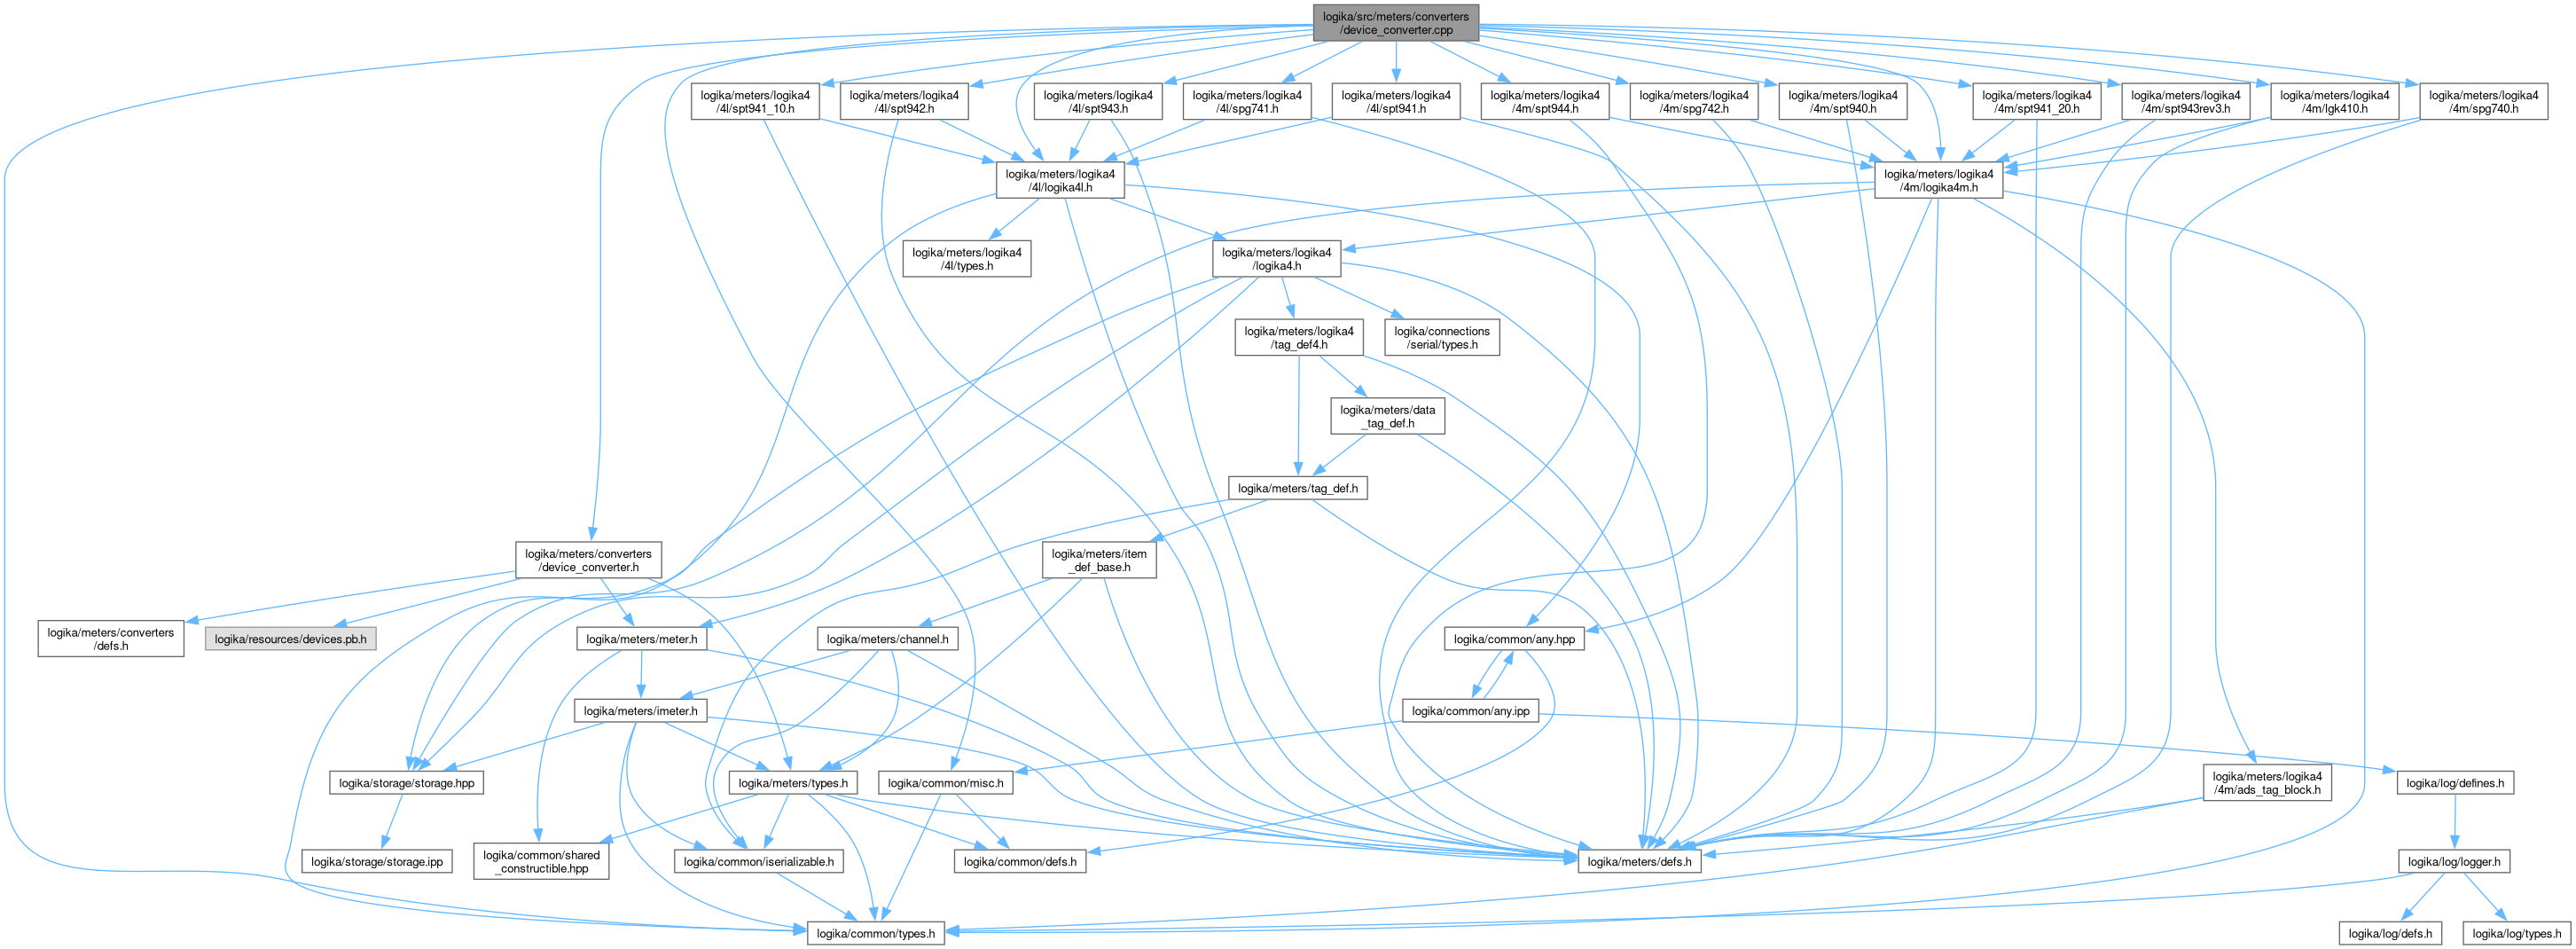 logika/src/meters/converters
/device_converter.cpp
logika/meters/logika4
/4l/spt941_10.h
logika/meters/logika4
/4l/spt942.h
logika/meters/logika4
/4l/spt943.h
logika/meters/logika4
/4l/spg741.h
logika/meters/logika4
/4l/spt941.h
logika/meters/logika4
/4m/spt944.h
logika/meters/logika4
/4m/spg742.h
logika/meters/logika4
/4m/spt940.h
logika/meters/logika4
/4m/spt941_20.h
logika/meters/logika4
/4m/spt943rev3.h
logika/meters/logika4
/4m/lgk410.h
logika/meters/logika4
/4m/spg740.h
logika/meters/logika4
/4l/logika4l.h
logika/meters/logika4
/4m/logika4m.h
logika/meters/logika4
/4l/types.h
logika/meters/logika4
/logika4.h
logika/meters/logika4
/tag_def4.h
logika/connections
/serial/types.h
logika/meters/data
_tag_def.h
logika/meters/tag_def.h
logika/meters/converters
/device_converter.h
logika/meters/item
_def_base.h
logika/meters/converters
/defs.h
logika/resources/devices.pb.h
logika/meters/meter.h
logika/meters/channel.h
logika/common/any.hpp
logika/meters/imeter.h
logika/common/any.ipp
logika/storage/storage.hpp
logika/meters/types.h
logika/common/misc.h
logika/meters/logika4
/4m/ads_tag_block.h
logika/log/defines.h
logika/storage/storage.ipp
logika/common/shared
_constructible.hpp
logika/common/iserializable.h
logika/common/defs.h
logika/meters/defs.h
logika/log/logger.h
logika/common/types.h
logika/log/defs.h
logika/log/types.h